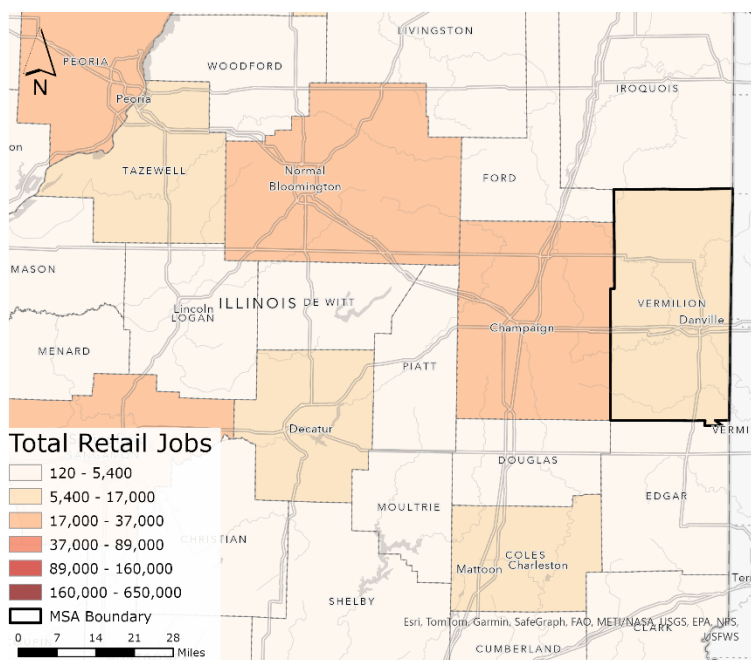 LIVINGSTON
PEORIA
WOODFORD
N
Peoria
IROQUOIS
on
TAZEWELL
Normal
Bloomington
FORD
MASON
ILLINOIS
DE WITT
VERMILION
Lincoln
LOGAN
Danville
Champaign
MENARD
PIATT
Decatur
VERMI
Total Retail Jobs
120 - 5,400
5,400 - 17,000
17,000 - 37,000
37,000 - 89,000
89,000 - 160,000
160,000 - 650,000
MSA Boundary
0 7 14 21 28
Miles
DOUGLAS
EDGAR
MOULTRIE
CHRISTIAN
COLES
Mattoon
Charleston
Terr
SHELBY
Esri, TomTom, Garmin, SafeGraph, FAO, METI/NASA, USGS, EPA, NPS,
USFWS
CLARK
CUMBERLAND